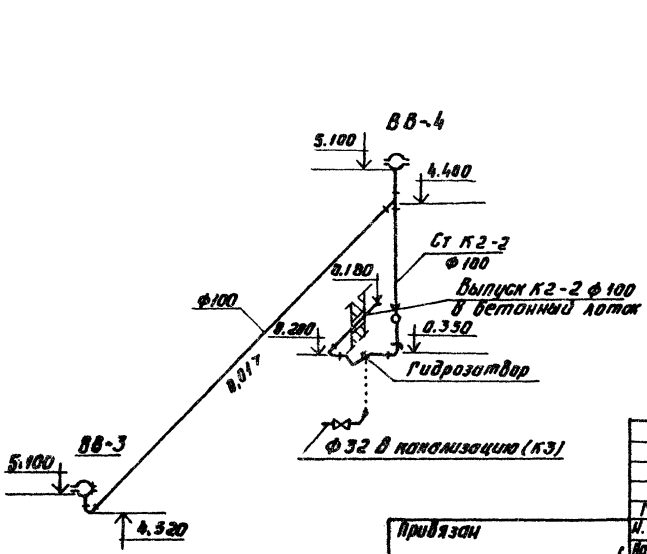 ВВ-4
5.100
4.480
Ст К2-2
ф100
0.180
Выпуск К2-2 ф100
в бетонный лоток
ф100
0.200
0.350
0,017
Гидрозатвор
ВВ-3
ф32 в канализацию (К3)
5.100
4.520
Привязан